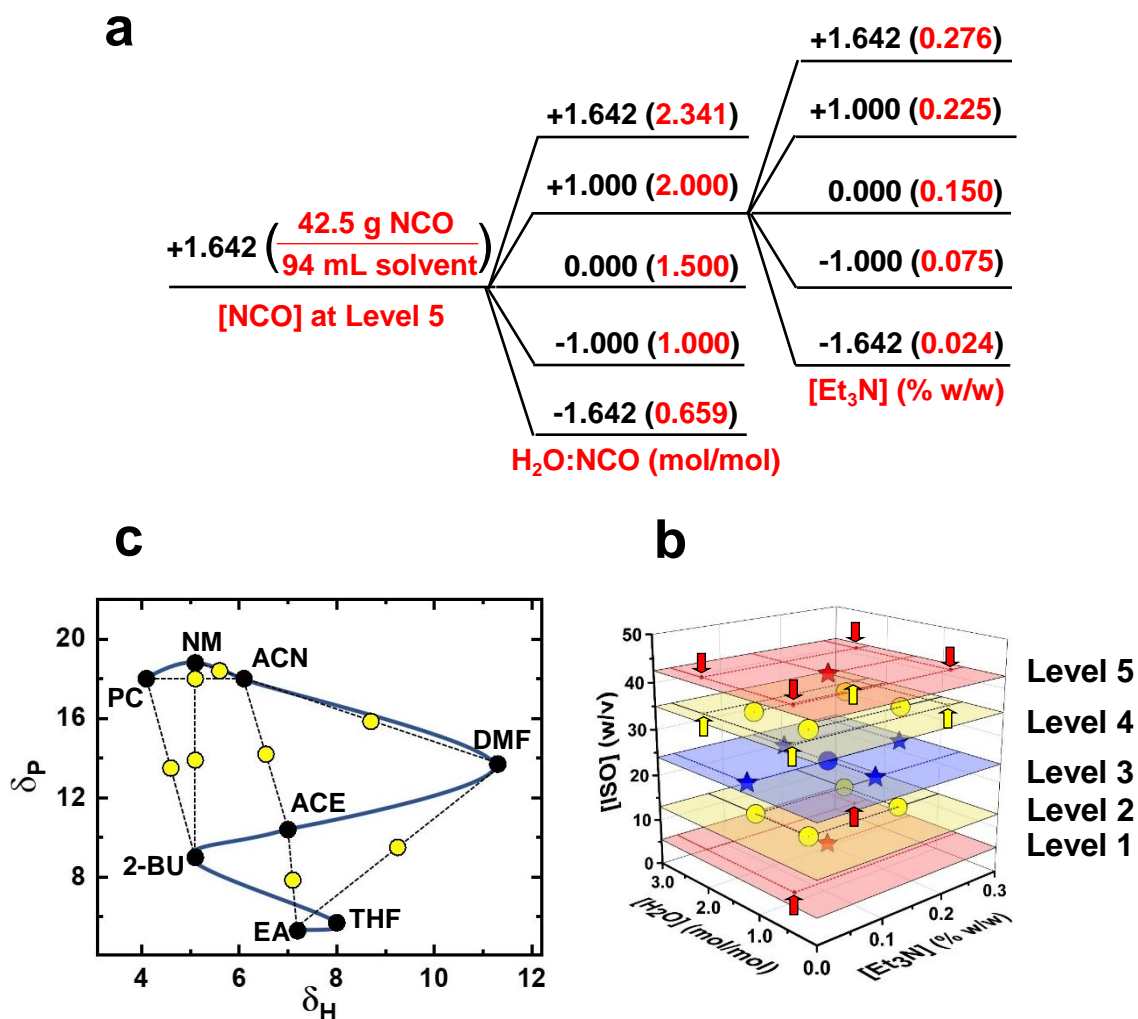 a
+1.642 (42.5 g NCO
94 mL solvent)
[NCO] at Level 5
+1.642 (2.341)
+1.000 (2.000)
0.000 (1.500)
-1.000 (1.000)
-1.642 (0.659)
H₂O:NCO (mol/mol)
+1.642 (0.276)
+1.000 (0.225)
0.000 (0.150)
-1.000 (0.075)
-1.642 (0.024)
[Et₃N] (% w/w)
c
20
16
12
8
δP
4
6
8
10
12
δH
PC
NM
ACN
DMF
ACE
2-BU
EA
THF
b
50
40
30
20
10
0
[ISO] (w/v)
3.0
2.0
1.0
0.0
[H₂O] (mol/mol)
0.1
0.2
0.3
[Et₃N] (% w/w)
Level 5
Level 4
Level 3
Level 2
Level 1